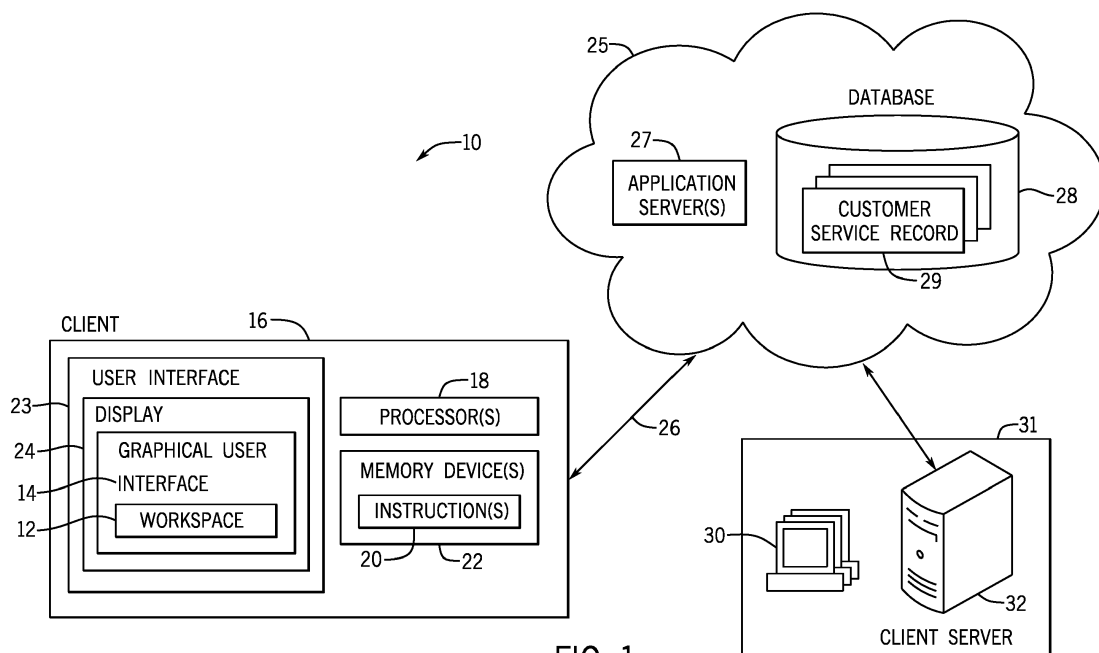 25
DATABASE
10
27
APPLICATION
SERVER(S)
CUSTOMER
SERVICE RECORD
28
29
CLIENT
16
USER INTERFACE
23
DISPLAY
24
GRAPHICAL USER
INTERFACE
14
WORKSPACE
12
18
PROCESSOR(S)
MEMORY DEVICE(S)
INSTRUCTION(S)
20
22
26
31
30
32
CLIENT SERVER
FIG. 1